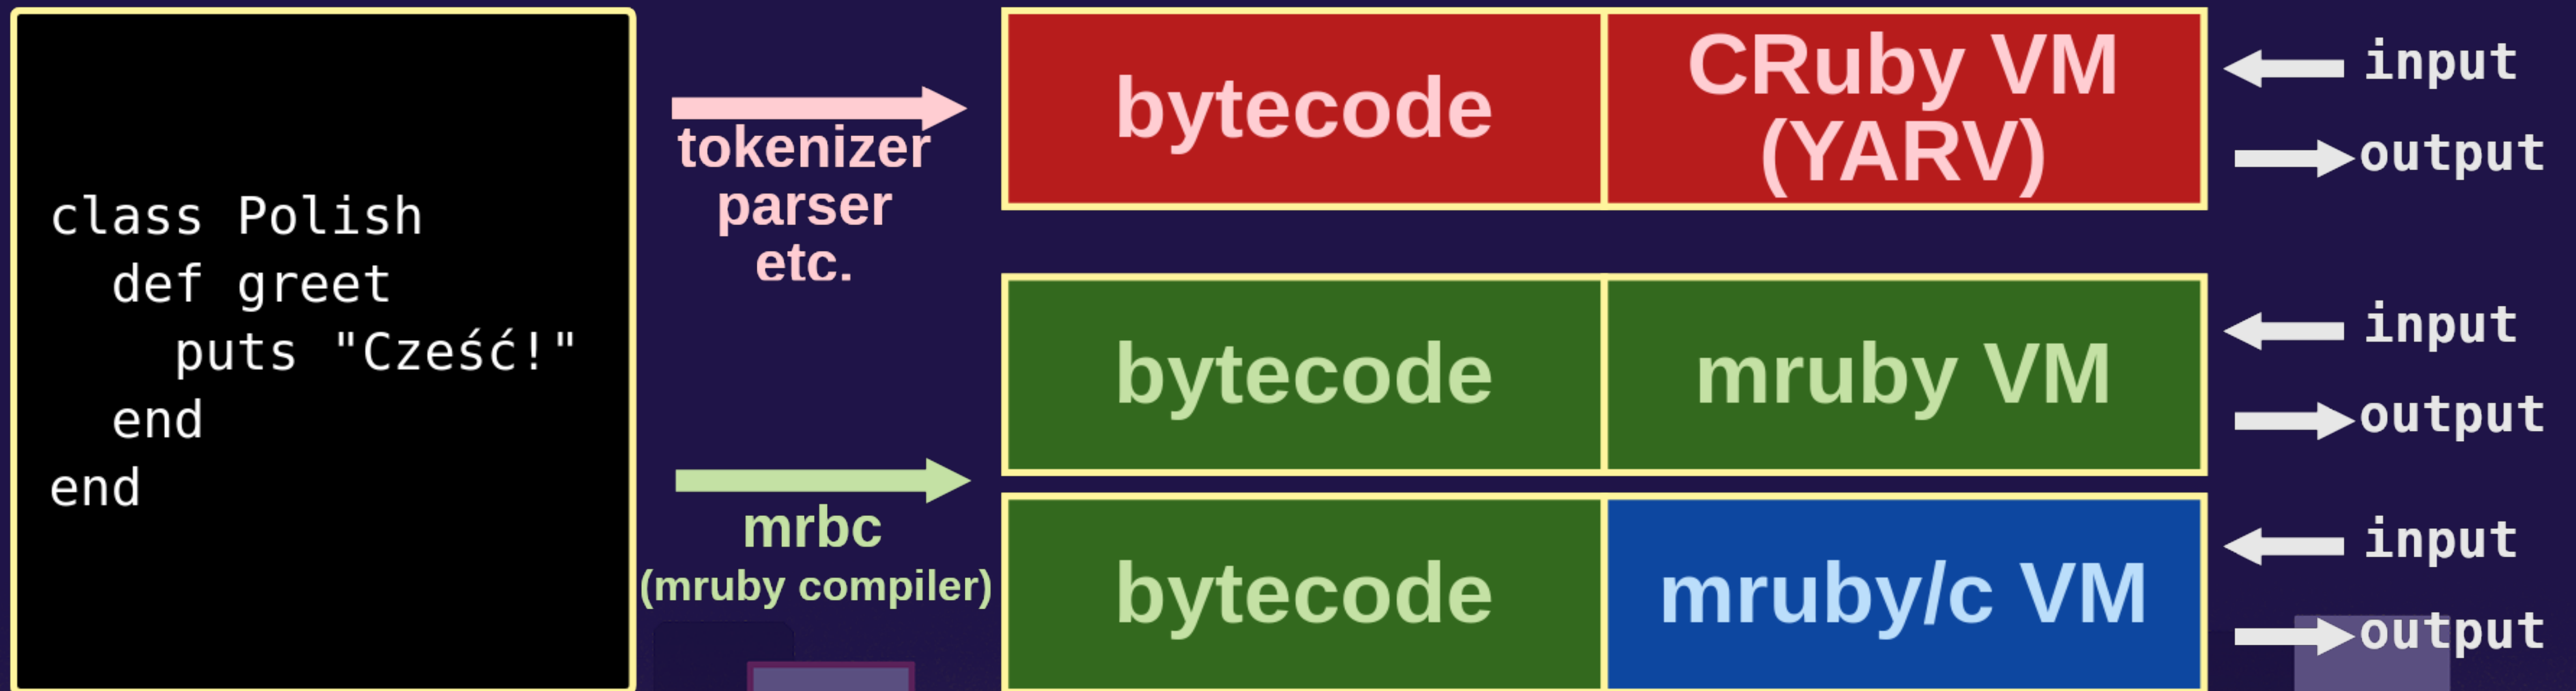 class Polish
  def greet
    puts "Cześć!"
  end
end
tokenizer
parser
etc.
mrbc
(mruby compiler)
bytecode
CRuby VM
(YARV)
input
output
bytecode
mruby VM
input
output
bytecode
mruby/c VM
input
output